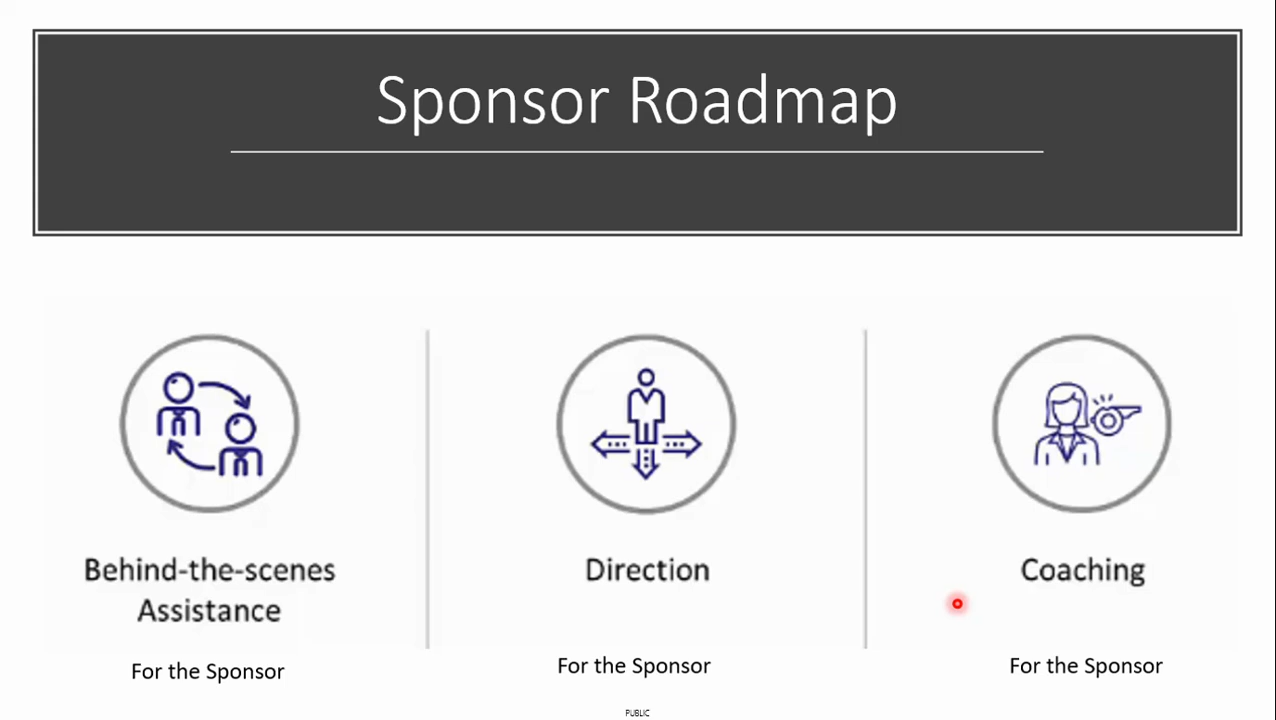 Sponsor Roadmap
Behind-the-scenes
Assistance
For the Sponsor
Direction
For the Sponsor
Coaching
For the Sponsor
PUBLIC